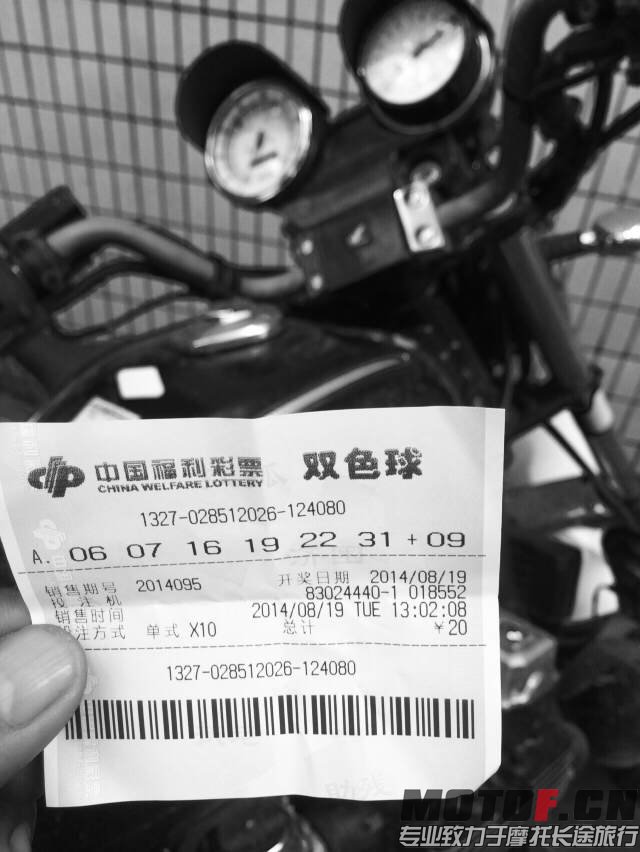 中国福利彩票 双色球
CHINA WELFARE LOTTERY
1327-028512026-124080
A. 06 07 16 19 22 31 + 09
销售期号 2014095 开奖日期 2014/08/19
投注机 83024440-1 018552
销售时间 2014/08/19 TUE 13:02:08
投注方式 单式 X10 总计 ￥20
1327-028512026-124080
助残
MOTOF.CN
专业致力于摩托长途旅行